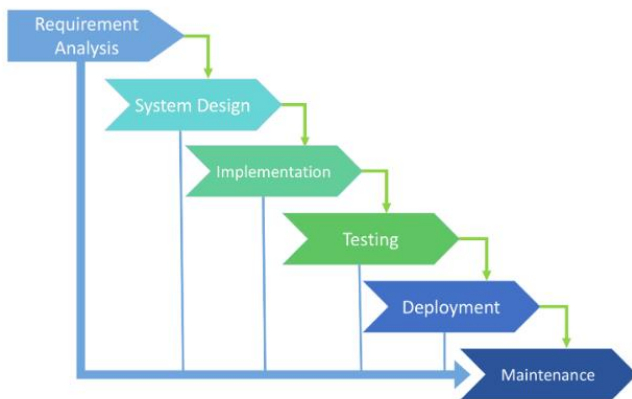 Requirement
Analysis
System Design
Implementation
Testing
Deployment
Maintenance